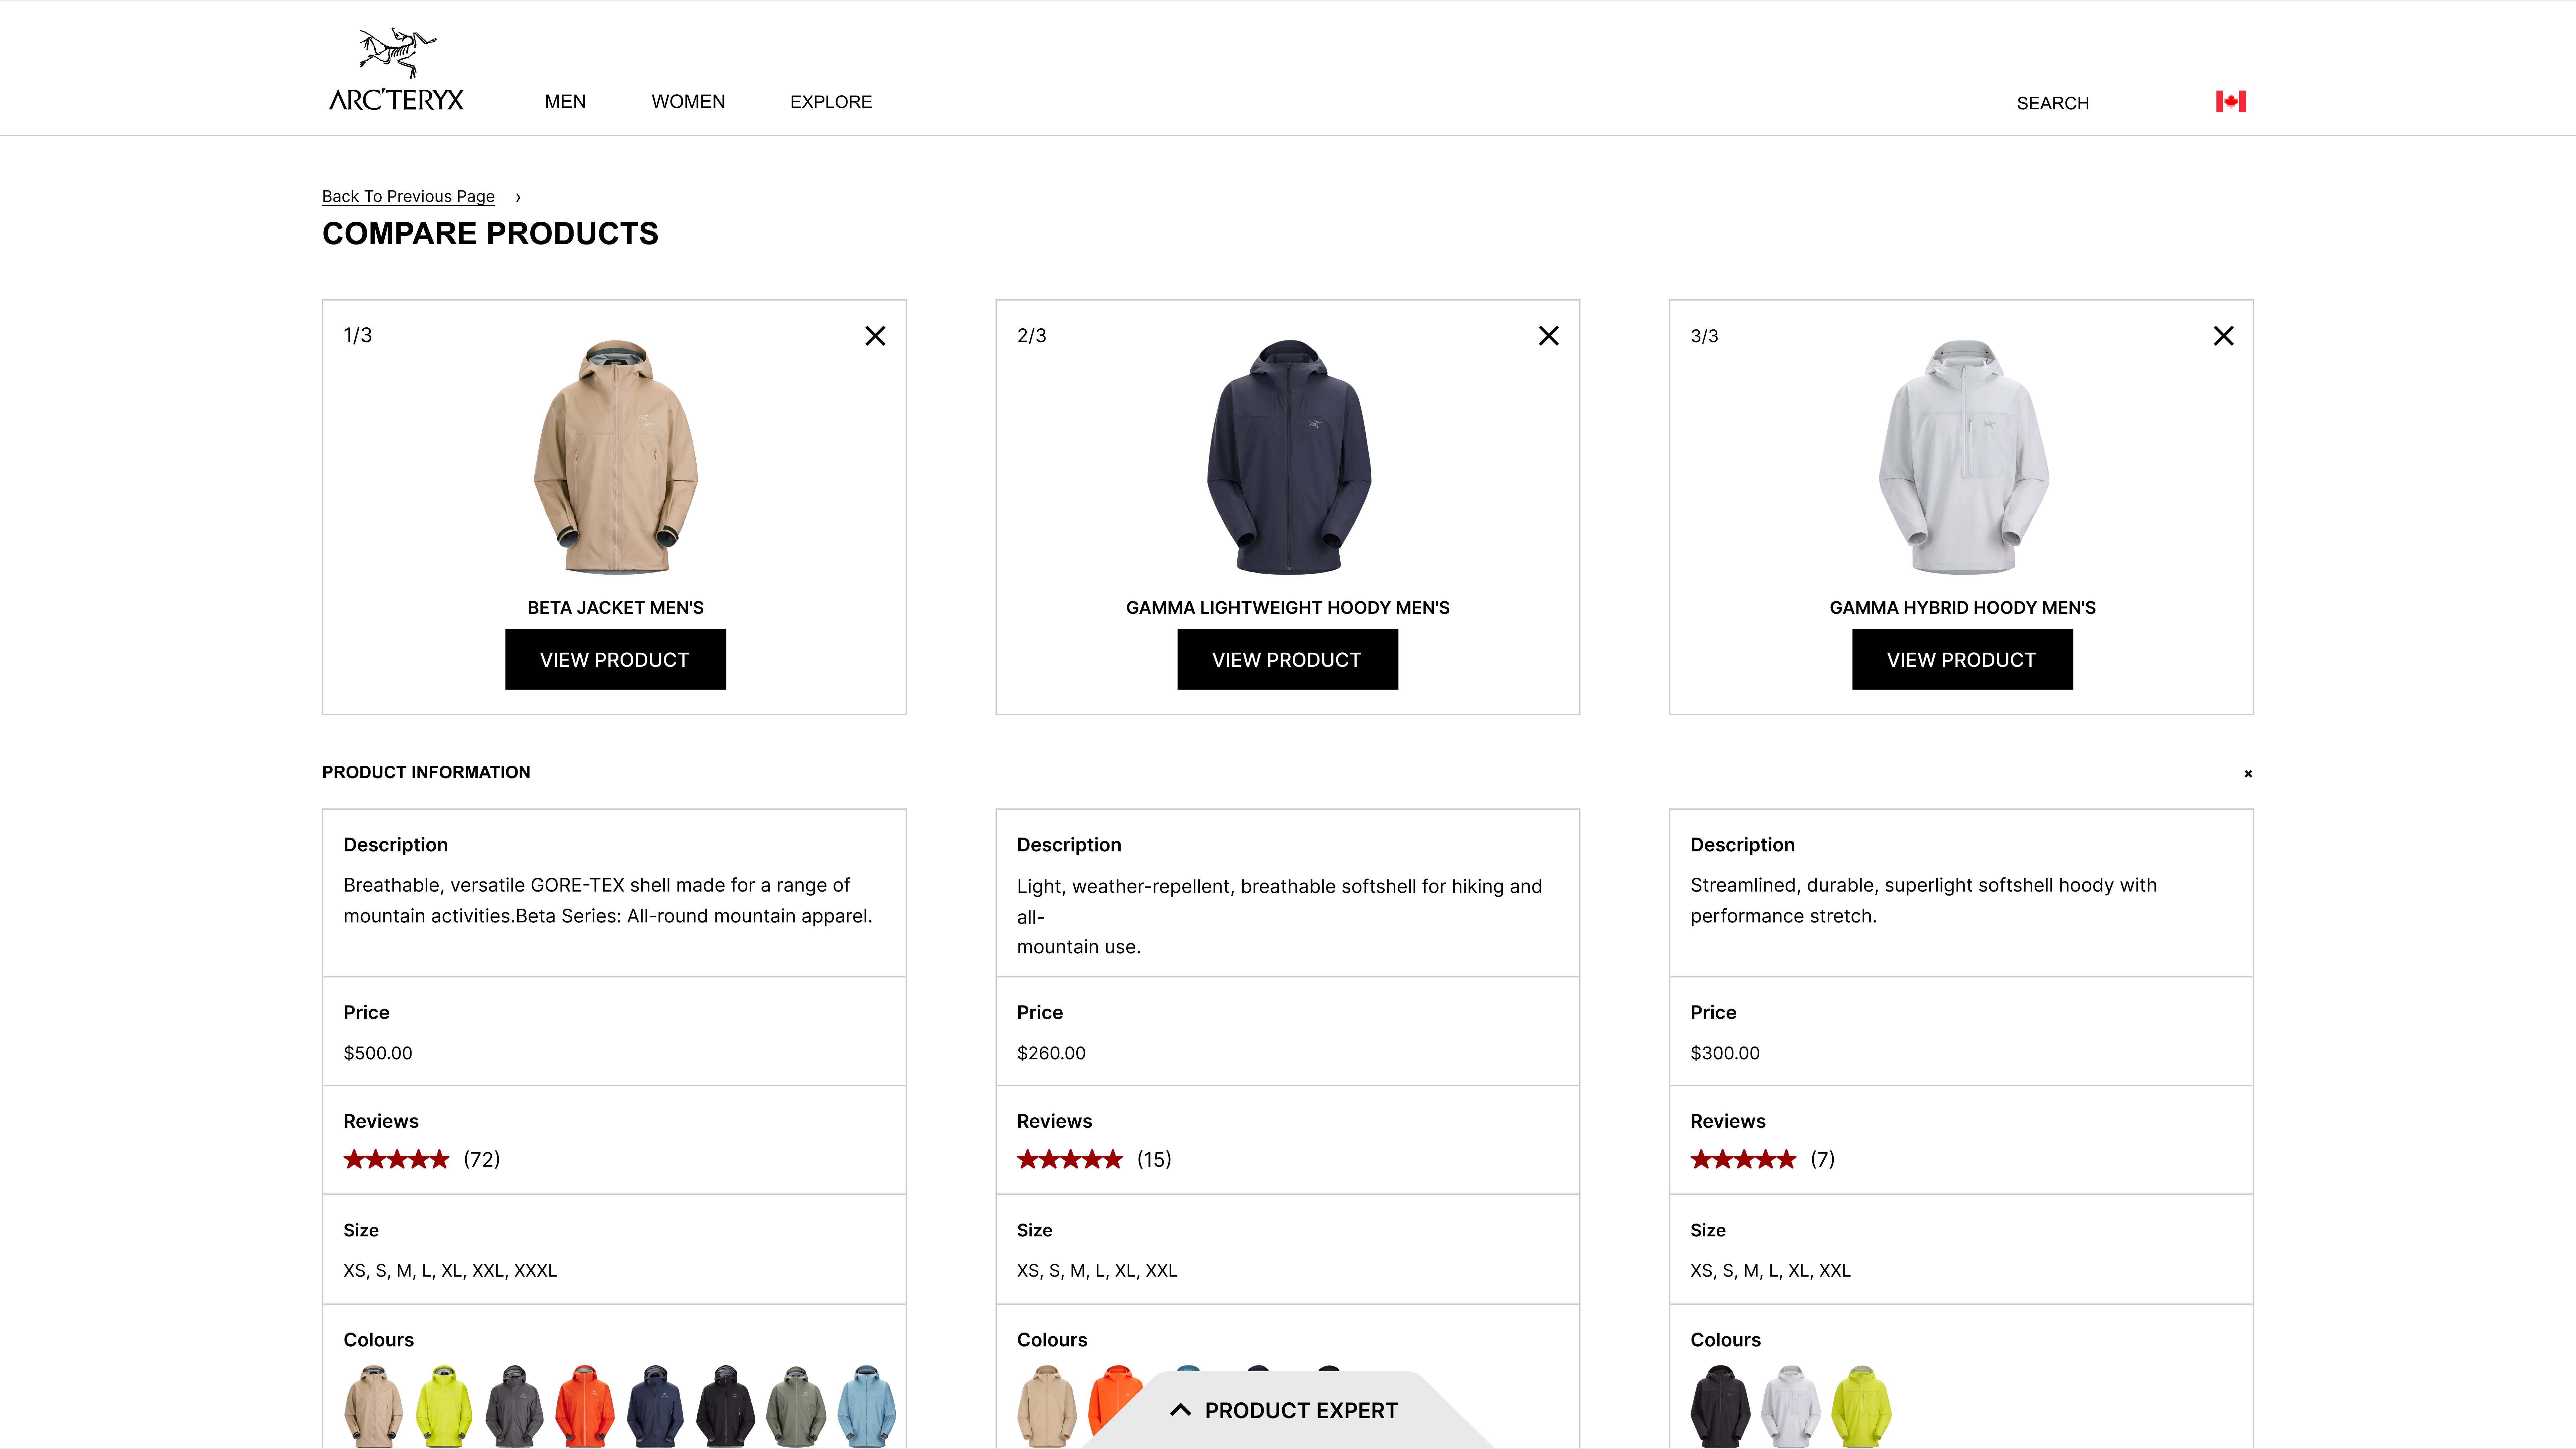 ARC'TERYX
MEN
WOMEN
EXPLORE
SEARCH
Back To Previous Page ›
COMPARE PRODUCTS
1/3
BETA JACKET MEN'S
VIEW PRODUCT
2/3
GAMMA LIGHTWEIGHT HOODY MEN'S
VIEW PRODUCT
3/3
GAMMA HYBRID HOODY MEN'S
VIEW PRODUCT
PRODUCT INFORMATION
Description
Breathable, versatile GORE-TEX shell made for a range of
mountain activities.Beta Series: All-round mountain apparel.
Price
$500.00
Reviews
(72)
Size
XS, S, M, L, XL, XXL, XXXL
Colours
Description
Light, weather-repellent, breathable softshell for hiking and
all-
mountain use.
Price
$260.00
Reviews
(15)
Size
XS, S, M, L, XL, XXL
Colours
Description
Streamlined, durable, superlight softshell hoody with
performance stretch.
Price
$300.00
Reviews
(7)
Size
XS, S, M, L, XL, XXL
Colours
PRODUCT EXPERT